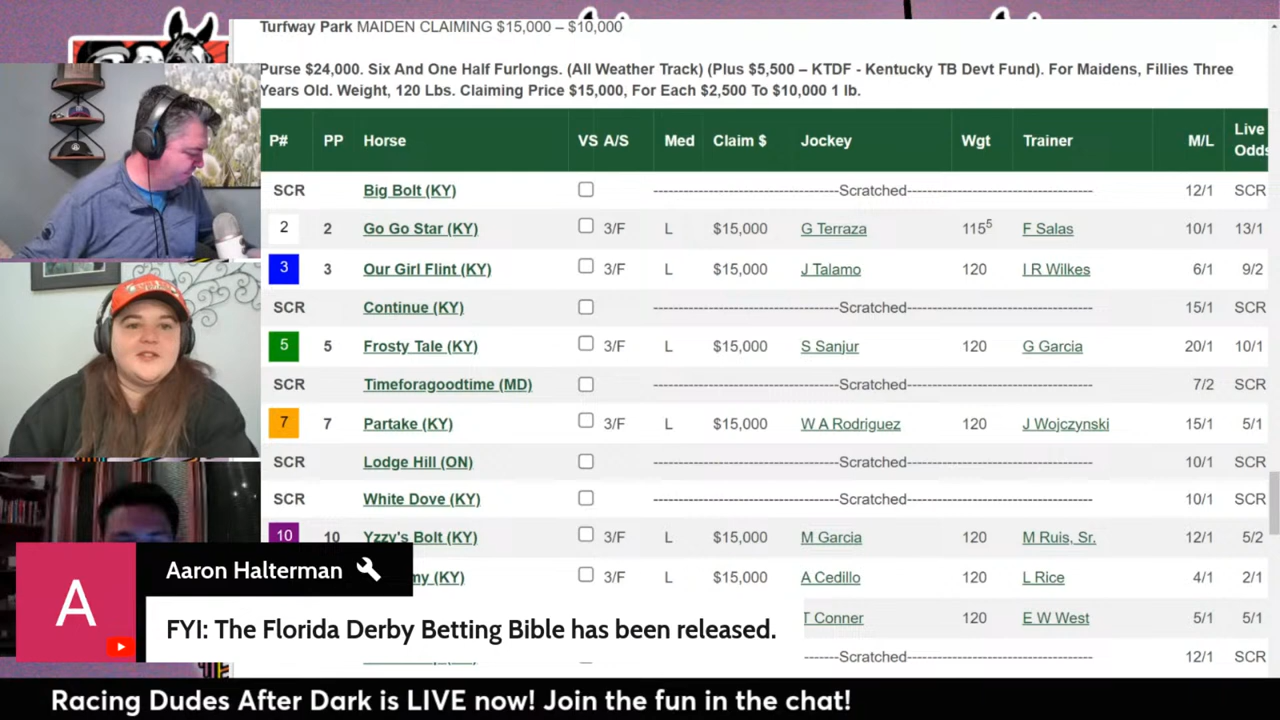 Turfway Park MAIDEN CLAIMING $15,000 – $10,000
Purse $24,000. Six And One Half Furlongs. (All Weather Track) (Plus $5,500 – KTDF - Kentucky TB Devt Fund). For Maidens, Fillies Three
Years Old. Weight, 120 Lbs. Claiming Price $15,000, For Each $2,500 To $10,000 1 lb.
P# PP Horse VS A/S Med Claim $ Jockey Wgt Trainer M/L Live Odds
SCR Big Bolt (KY) Scratched 12/1 SCR
2 2 Go Go Star (KY) 3/F L $15,000 G Terraza 115⁵ F Salas 10/1 13/1
3 3 Our Girl Flint (KY) 3/F L $15,000 J Talamo 120 I R Wilkes 6/1 9/2
SCR Continue (KY) Scratched 15/1 SCR
5 5 Frosty Tale (KY) 3/F L $15,000 S Sanjur 120 G Garcia 20/1 10/1
SCR Timeforagoodtime (MD) Scratched 7/2 SCR
7 7 Partake (KY) 3/F L $15,000 W A Rodriguez 120 J Wojczynski 15/1 5/1
SCR Lodge Hill (ON) Scratched 10/1 SCR
SCR White Dove (KY) Scratched 10/1 SCR
10 10 Yzzy's Bolt (KY) 3/F L $15,000 M Garcia 120 M Ruis, Sr. 12/1 5/2
(KY) 3/F L $15,000 A Cedillo 120 L Rice 4/1 2/1
T Conner 120 E W West 5/1 5/1
Scratched 12/1 SCR
A
Aaron Halterman
FYI: The Florida Derby Betting Bible has been released.
Racing Dudes After Dark is LIVE now! Join the fun in the chat!